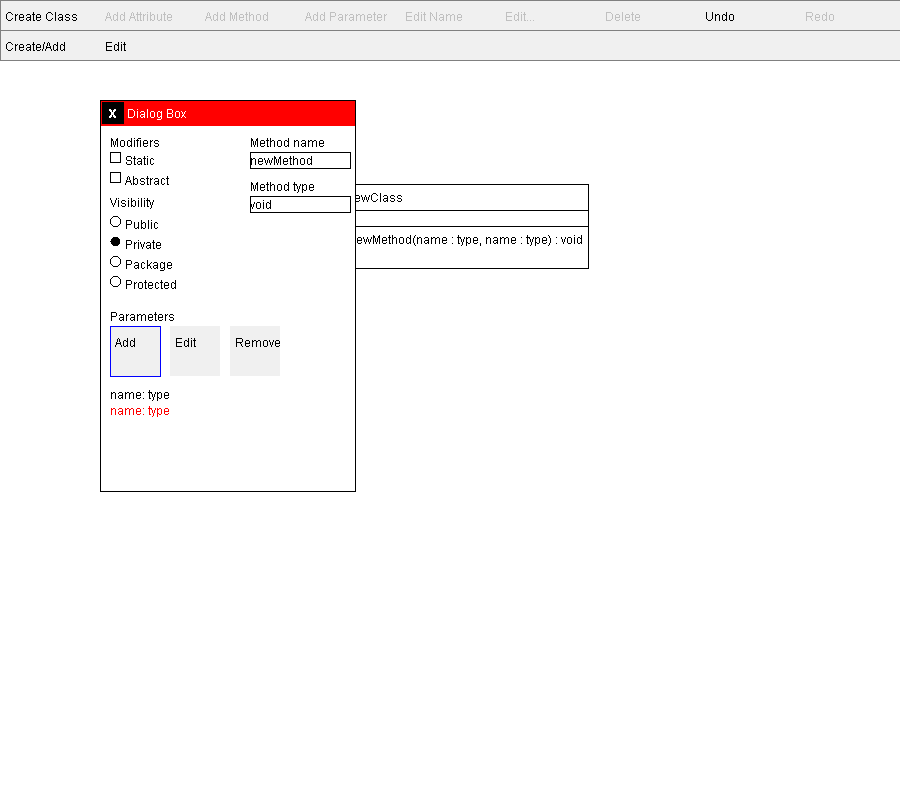 Create Class Add Attribute Add Method Add Parameter Edit Name Edit... Delete Undo Redo
Create/Add Edit
X Dialog Box
Modifiers
Static
Abstract
Visibility
Public
Private
Package
Protected
Method name
newMethod
Method type
void
Parameters
Add Edit Remove
name: type
name: type
ewClass
ewMethod(name : type, name : type) : void